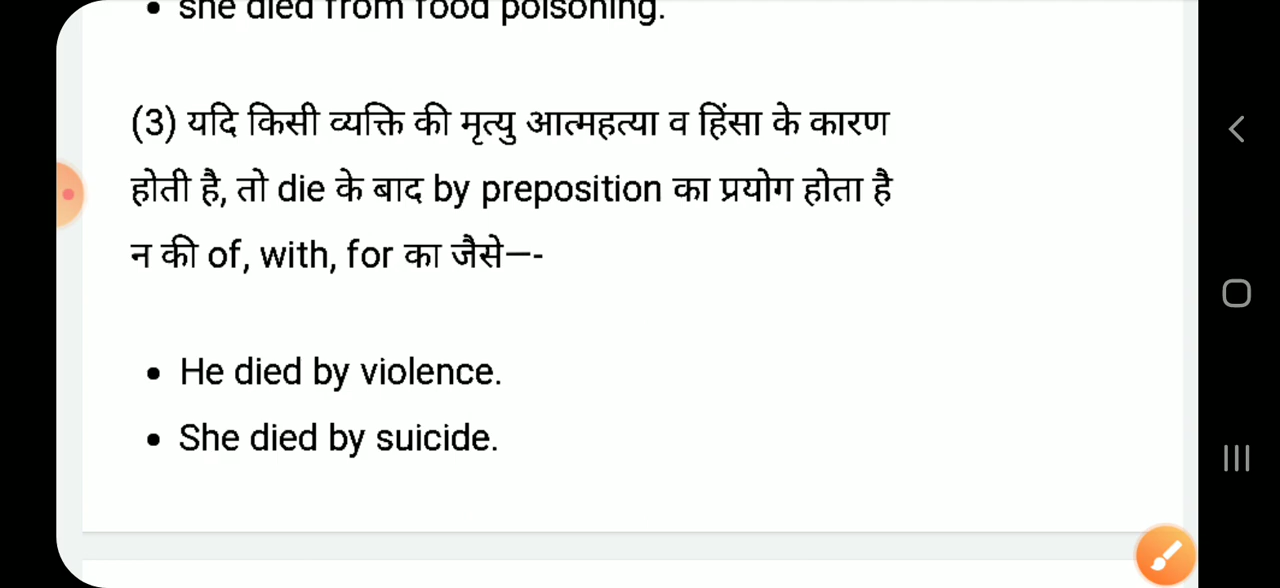 • she died from food poisoning.
(3) यदि किसी व्यक्ति की मृत्यु आत्महत्या व हिंसा के कारण
होती है, तो die के बाद by preposition का प्रयोग होता है
न की of, with, for का जैसे—-
• He died by violence.
• She died by suicide.